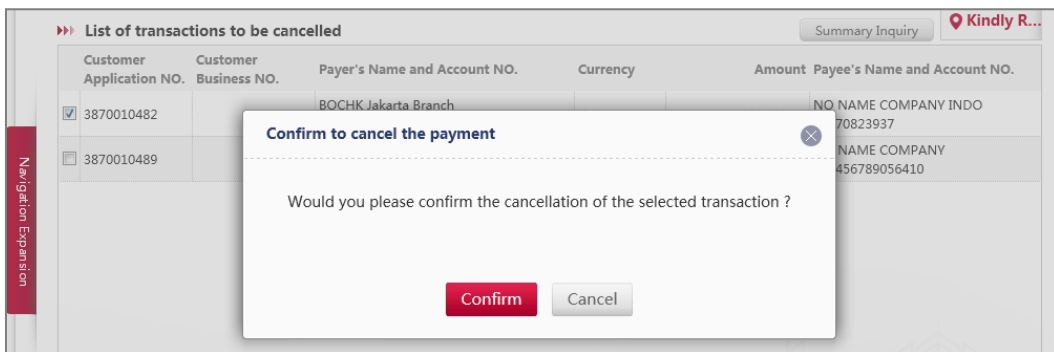 List of transactions to be cancelled
Summary Inquiry
Kindly R...
Customer Application NO.
Customer Business NO.
Payer's Name and Account NO.
Currency
Amount
Payee's Name and Account NO.
3870010482
BOCHK Jakarta Branch
NO NAME COMPANY INDO
70823937
3870010489
NAME COMPANY
456789056410
Confirm to cancel the payment
Would you please confirm the cancellation of the selected transaction ?
Confirm
Cancel
Navigation Expansion